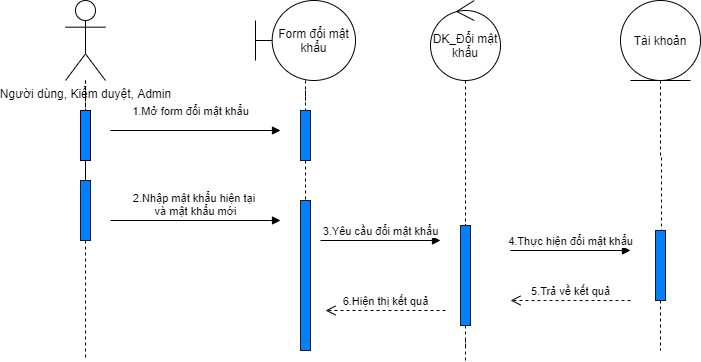 Form đổi mật
khẩu
DK_Đổi mật
khẩu
Tài khoản
Người dùng, Kiểm duyệt, Admin
1.Mở form đổi mật khẩu
2.Nhập mật khẩu hiện tại
và mật khẩu mới
3.Yêu cầu đổi mật khẩu
4.Thực hiện đổi mật khẩu
5.Trả về kết quả
6.Hiện thị kết quả